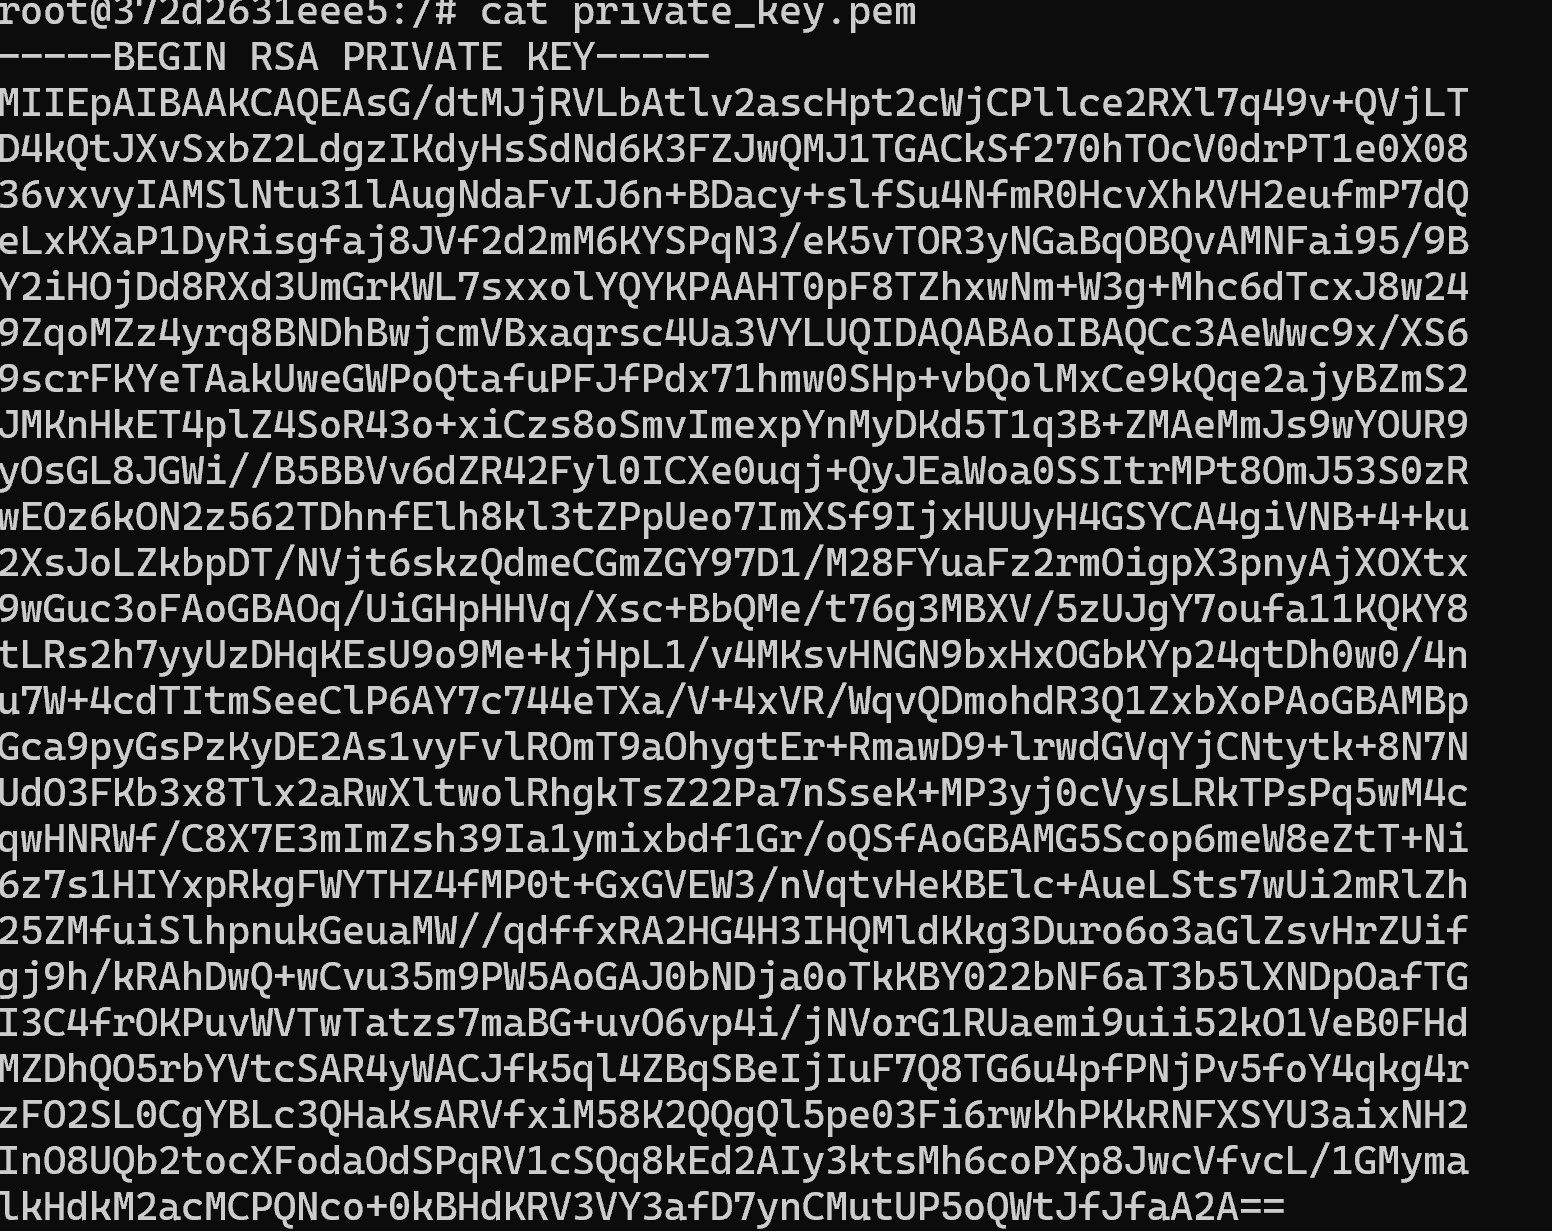 root@372d2631eee5:/# cat private_key.pem
-----BEGIN RSA PRIVATE KEY-----
MIIEpAIBAAKCAQEAsG/dtMJjRVLbAtlv2ascHpt2cWjCPllce2RXl7q49v+QVjLT
D4kQtJXvSxbZ2LdgzIKdyHsSdNd6K3FZJwQMJ1TGACkSf270hTOcV0drPT1e0X08
36vxvyIAMSlNtu31lAugNdaFvIJ6n+BDacy+slfSu4NfmR0HcvXhKVH2eufmP7dQ
eLxKXaP1DyRisgfaj8JVf2d2mM6KYSPqN3/eK5vTOR3yNGaBqOBQvAMNFai95/9B
Y2iHOjDd8RXd3UmGrKWL7sxxolYQYKPAAHT0pF8TZhxwNm+W3g+Mhc6dTcxJ8w24
9ZqoMZz4yrq8BNDhBwjcmVBxaqrsc4Ua3VYLUQIDAQABAoIBAQCc3AeWwc9x/XS6
9scrFKYeTAakUweGWPoQtafuPFJfPdx71hmw0SHp+vbQolMxCe9kQqe2ajyBZmS2
JMKnHkET4plZ4SoR43o+xiCzs8oSmvImexpYnMyDKd5T1q3B+ZMAeMmJs9wYOUR9
yOsGL8JGWi//B5BBVv6dZR42Fyl0ICXe0uqj+QyJEaWoa0SSItrMPt8OmJ53S0zR
wEOz6kON2z562TDhnfElh8kl3tZPpUeo7ImXSf9IjxHUUyH4GSYCA4giVNB+4+ku
2XsJoLZkbpDT/NVjt6skzQdmeCGmZGY97D1/M28FYuaFz2rmOigpX3pnyAjXOXtx
9wGuc3oFAoGBAOq/UiGHpHHVq/Xsc+BbQMe/t76g3MBXV/5zUJgY7oufa11KQKY8
tLRs2h7yyUzDHqKEsU9o9Me+kjHpL1/v4MKsvHNGN9bxHxOGbKYp24qtDh0w0/4n
u7W+4cdTItmSeeClP6AY7c744eTXa/V+4xVR/WqvQDmohdR3Q1ZxbXoPAoGBAMBp
Gca9pyGsPzKyDE2As1vyFvlROmT9aOhygtEr+RmawD9+lrwdGVqYjCNtytk+8N7N
UdO3FKb3x8Tlx2aRwXltwolRhgkTsZ22Pa7nSseK+MP3yj0cVysLRkTPsPq5wM4c
qwHNRWf/C8X7E3mImZsh39Ia1ymixbdf1Gr/oQSfAoGBAMG5Scop6meW8eZtT+Ni
6z7s1HIYxpRkgFWYTHZ4fMP0t+GxGVEW3/nVqtvHeKBElc+AueLSts7wUi2mRlZh
25ZMfuiSlhpnukGeuaMW//qdffxRA2HG4H3IHQMldKkg3Duro6o3aGlZsvHrZUif
gj9h/kRAhDwQ+wCvu35m9PW5AoGAJ0bNDja0oTkKBY022bNF6aT3b5lXNDpOafTG
I3C4frOKPuvWVTwTatzs7maBG+uvO6vp4i/jNVorG1RUaemi9uii52kO1VeB0FHd
MZDhQO5rbYVtcSAR4yWACJfk5ql4ZBqSBeIjIuF7Q8TG6u4pfPNjPv5foY4qkg4r
zFO2SL0CgYBLc3QHaKsARVfxiM58K2QQgQl5pe03Fi6rwKhPKkRNFXSYU3aixNH2
InO8UQb2tocXFodaOdSPqRV1cSQq8kEd2AIy3ktsMh6coPXp8JwcVfvcL/1GMyma
lkHdkM2acMCPQNco+0kBHdKRV3VY3afD7ynCMutUP5oQWtJfJfaA2A==